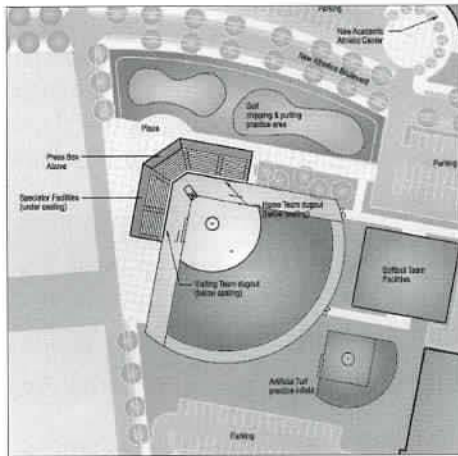 Parking
New Academic
Athletic Center
New Athletics Boulevard
Golf
chipping & putting
practice area
Plaza
Parking
Press Box
Above
Spectator Facilities
(under seating)
Home Team dugout
(below seating)
Softball Team
Facilities
Visiting Team dugout
(below seating)
Artificial Turf
practice infield
Parking